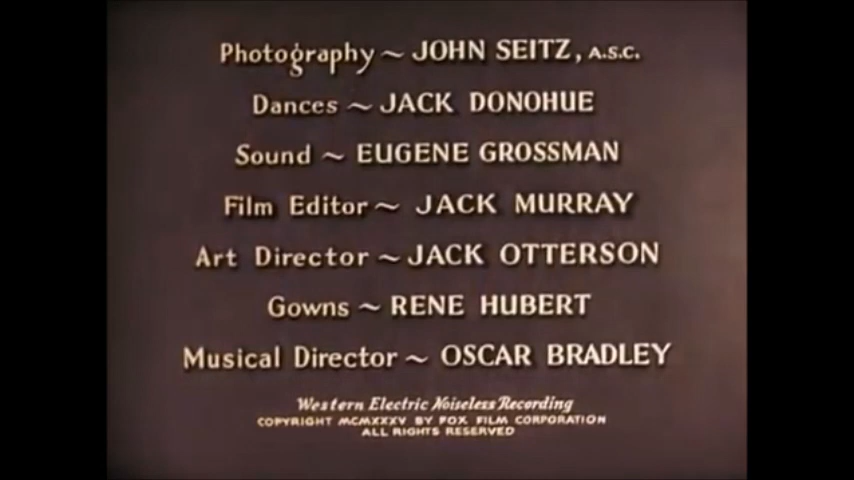 Photography ~ JOHN SEITZ, A.S.C.
Dances ~ JACK DONOHUE
Sound ~ EUGENE GROSSMAN
Film Editor ~ JACK MURRAY
Art Director ~ JACK OTTERSON
Gowns ~ RENE HUBERT
Musical Director ~ OSCAR BRADLEY
Western Electric Noiseless Recording
COPYRIGHT MCMXXXV BY FOX FILM CORPORATION
ALL RIGHTS RESERVED